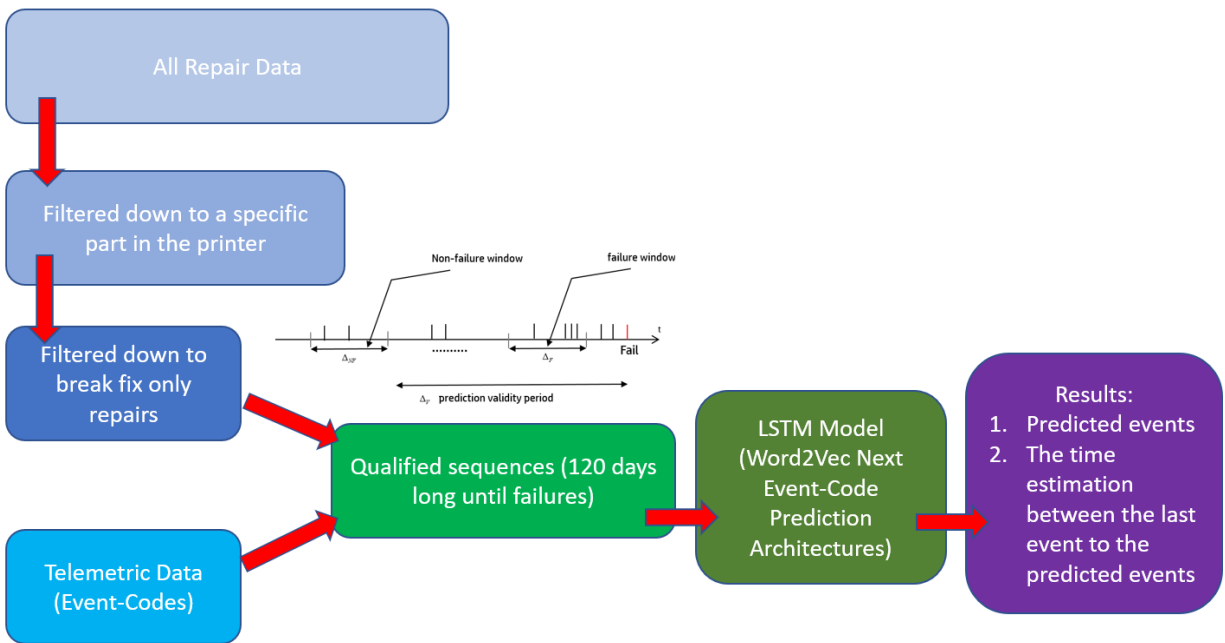 All Repair Data
Filtered down to a specific
part in the printer
Non-failure window
failure window
t
Δ_NF
..........
Δ_F
Fail
Δ_P prediction validity period
Filtered down to
break fix only
repairs
Qualified sequences (120 days
long until failures)
Telemetric Data
(Event-Codes)
LSTM Model
(Word2Vec Next
Event-Code
Prediction
Architectures)
Results:
1. Predicted events
2. The time
estimation
between the last
event to the
predicted events